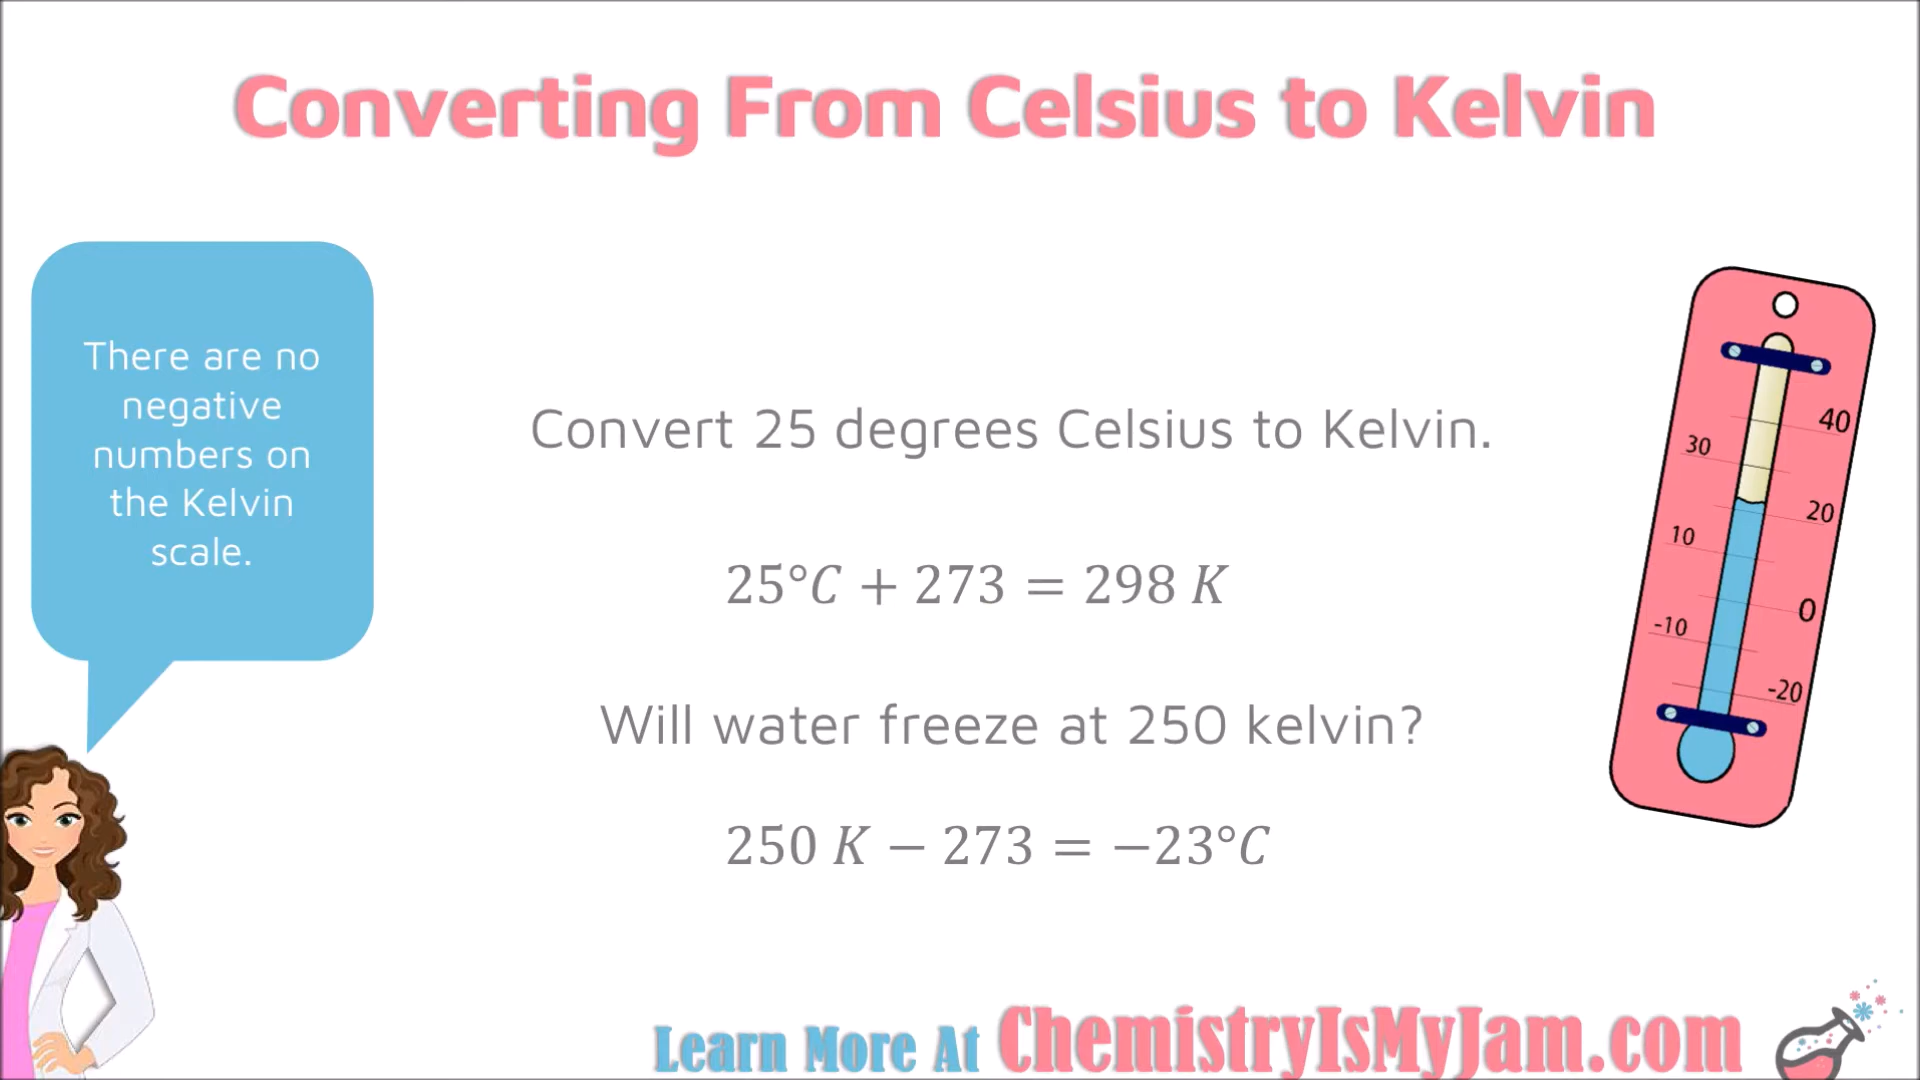 Converting From Celsius to Kelvin
There are no
negative
numbers on
the Kelvin
scale.
Convert 25 degrees Celsius to Kelvin.
25°C + 273 = 298 K
Will water freeze at 250 kelvin?
250 K − 273 = −23°C
40
30
20
10
0
-10
-20
Learn More At ChemistryIsMyJam.com